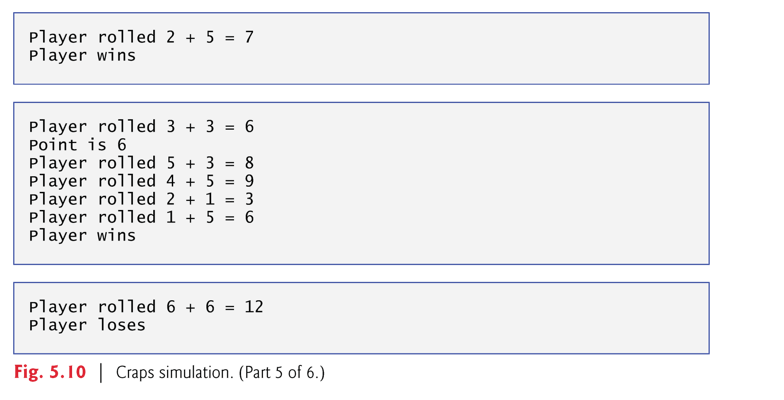 Player rolled 2 + 5 = 7
Player wins
Player rolled 3 + 3 = 6
Point is 6
Player rolled 5 + 3 = 8
Player rolled 4 + 5 = 9
Player rolled 2 + 1 = 3
Player rolled 1 + 5 = 6
Player wins
Player rolled 6 + 6 = 12
Player loses
Fig. 5.10 | Craps simulation. (Part 5 of 6.)